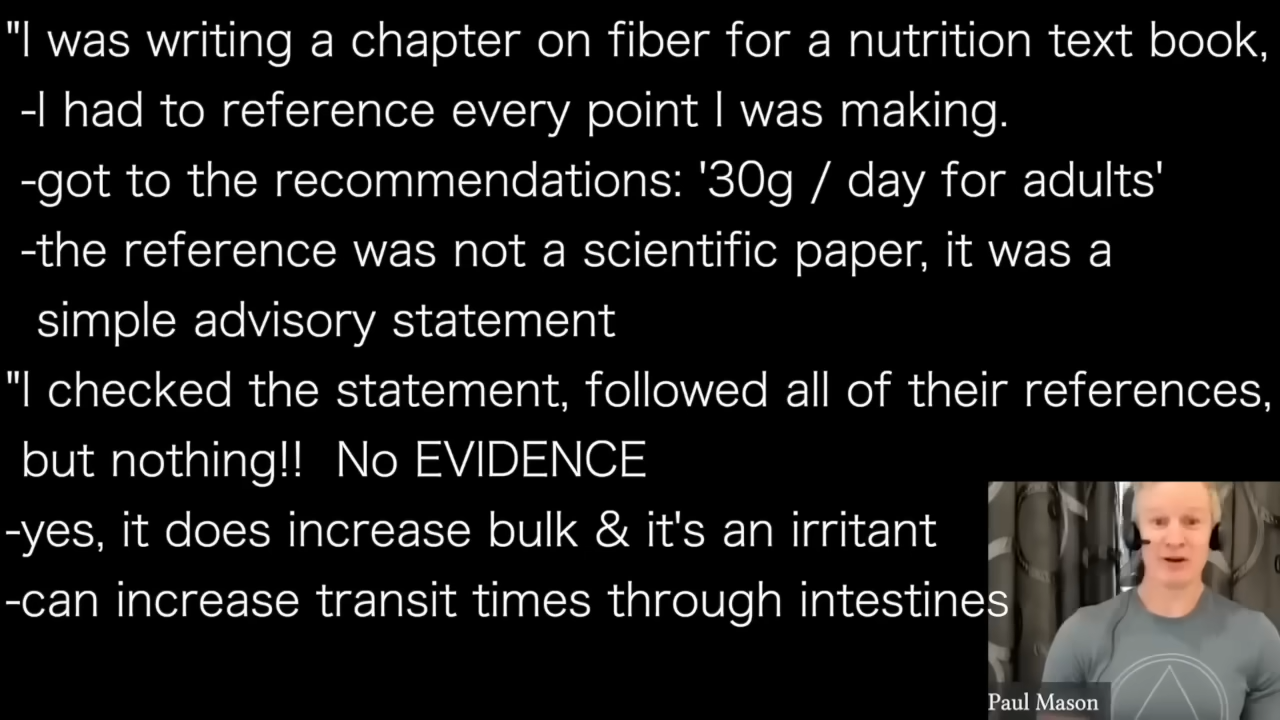 "I was writing a chapter on fiber for a nutrition text book,
-I had to reference every point I was making.
-got to the recommendations: '30g / day for adults'
-the reference was not a scientific paper, it was a
simple advisory statement
"I checked the statement, followed all of their references,
but nothing!! No EVIDENCE
-yes, it does increase bulk & it's an irritant
-can increase transit times through intestines
Paul Mason